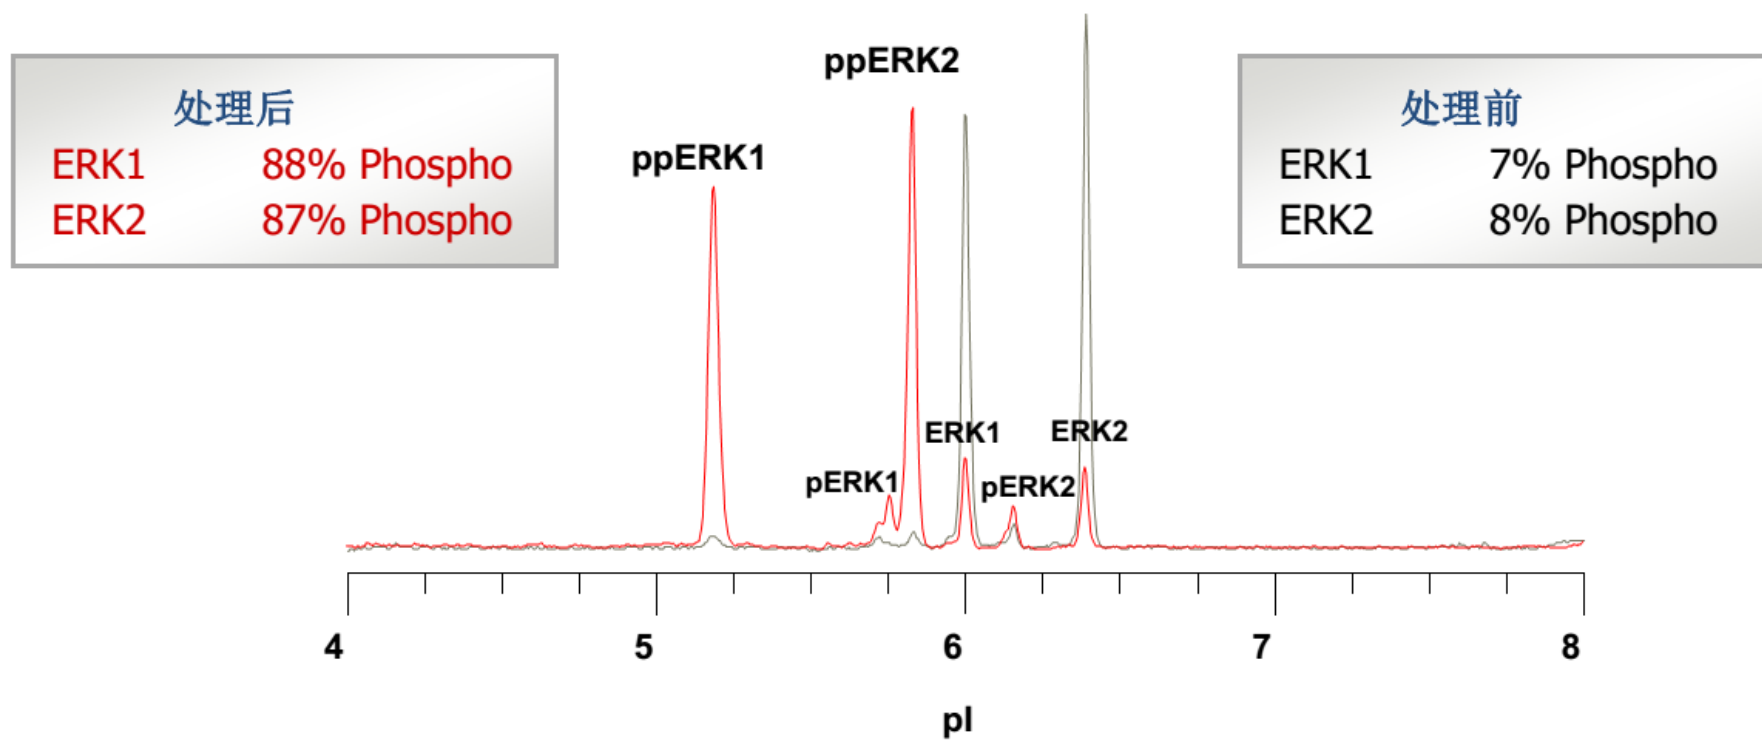 处理后
ERK1 88% Phospho
ERK2 87% Phospho
处理前
ERK1 7% Phospho
ERK2 8% Phospho
ppERK2
ppERK1
ERK1
ERK2
pERK1
pERK2
4 5 6 7 8
pI